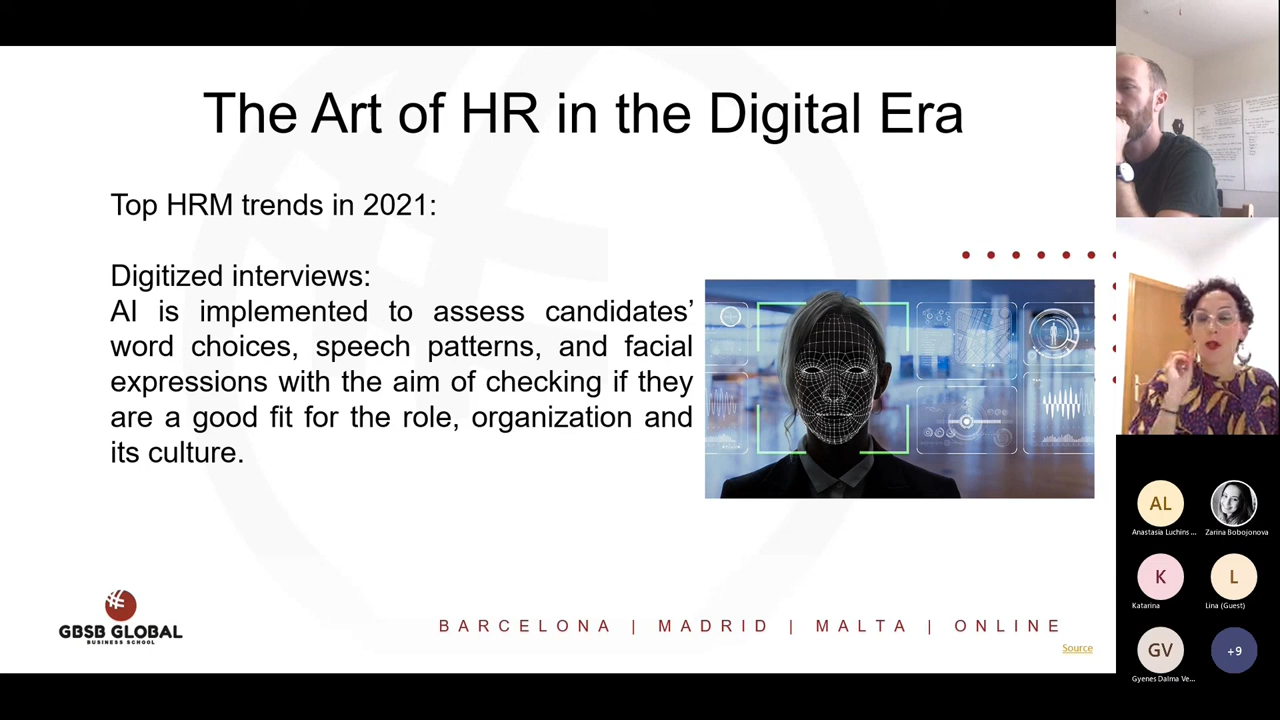 The Art of HR in the Digital Era
Top HRM trends in 2021:
Digitized interviews:
AI is implemented to assess candidates’
word choices, speech patterns, and facial
expressions with the aim of checking if they
are a good fit for the role, organization and
its culture.
GBSB GLOBAL
BUSINESS SCHOOL
BARCELONA | MADRID | MALTA | ONLINE
Source
AL
Anastasia Luchins ...
Zarina Bobojonova
K
Katarina
L
Lina (Guest)
GV
Gyenes Dalma Ve...
+9